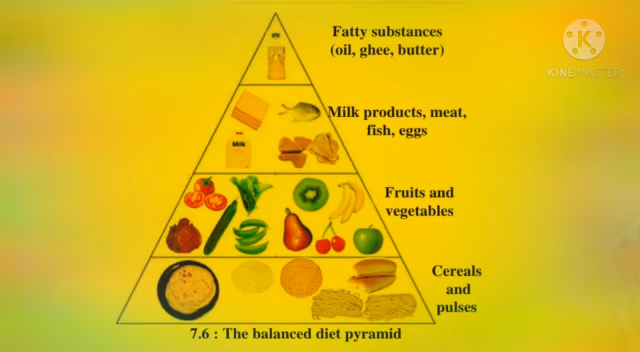 Fatty substances
(oil, ghee, butter)
KINEMASTER
Milk products, meat,
fish, eggs
Milk
Fruits and
vegetables
Cereals
and
pulses
7.6 : The balanced diet pyramid